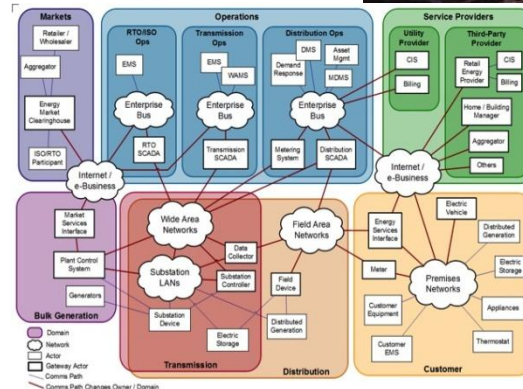 Markets
Operations
Service Providers
Retailer /
Wholesaler
Aggregator
Energy
Market
Clearinghouse
ISO/RTO
Participant
RTO/ISO
Ops
EMS
Enterprise
Bus
RTO
SCADA
Transmission
Ops
EMS
WAMS
Enterprise
Bus
Transmission
SCADA
Distribution Ops
DMS
Asset
Mgmt
Demand
Response
MDMS
Enterprise
Bus
Metering
System
Distribution
SCADA
Utility
Provider
CIS
Billing
Third-Party
Provider
Retail
Energy
Provider
CIS
Billing
Home / Building
Manager
Aggregator
Others
Internet /
e-Business
Internet /
e-Business
Market
Services
Interface
Plant Control
System
Generators
Bulk Generation
Wide Area
Networks
Substation
LANs
Data
Collector
Substation
Controller
Substation
Device
Electric
Storage
Transmission
Field Area
Networks
Field
Device
Distributed
Generation
Distribution
Energy
Services
Interface
Meter
Electric
Vehicle
Distributed
Generation
Premises
Networks
Electric
Storage
Customer
Equipment
Appliances
Customer
EMS
Thermostat
Customer
Domain
Network
Actor
Gateway Actor
Comms Path
Comms Path Changes Owner / Domain